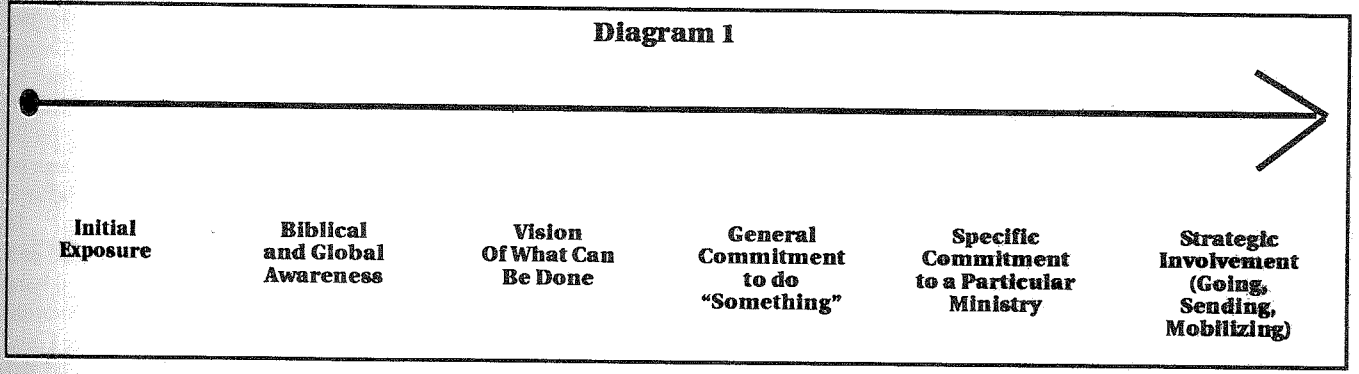 Diagram 1
Initial
Exposure
Biblical
and Global
Awareness
Vision
Of What Can
Be Done
General
Commitment
to do
“Something”
Specific
Commitment
to a Particular
Ministry
Strategic
Involvement
(Going,
Sending,
Mobilizing)